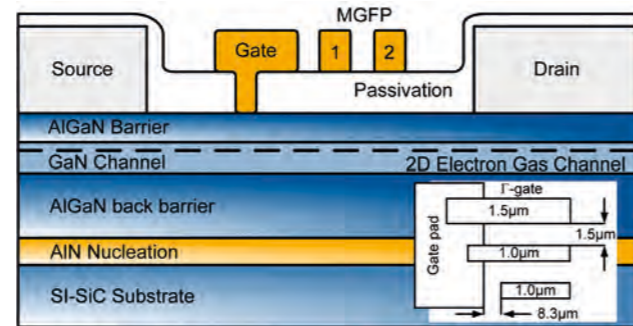 MGFP
Gate 1 2
Source Drain
Passivation
AlGaN Barrier
GaN Channel 2D Electron Gas Channel
Γ-gate
AlGaN back barrier
1.5μm
1.5μm
Gate pad
AlN Nucleation
1.0μm
SI-SiC Substrate
1.0μm
8.3μm